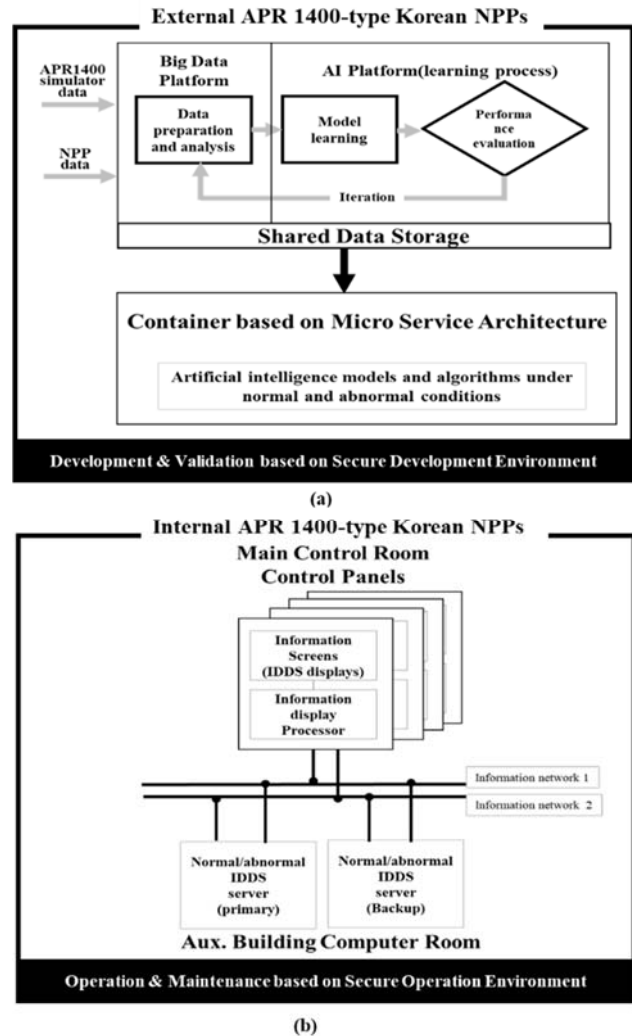 External APR 1400-type Korean NPPs
APR1400
simulator
data
NPP
data
Big Data
Platform
Data
preparation
and analysis
AI Platform(learning process)
Model
learning
Performa
nce
evaluation
Iteration
Shared Data Storage
Container based on Micro Service Architecture
Artificial intelligence models and algorithms under
normal and abnormal conditions
Development & Validation based on Secure Development Environment
(a)
Internal APR 1400-type Korean NPPs
Main Control Room
Control Panels
Information
Screens
(IDDS displays)
Information
display
Processor
Information network 1
Information network 2
Normal/abnormal
IDDS
server
(primary)
Normal/abnormal
IDDS
server
(Backup)
Aux. Building Computer Room
Operation & Maintenance based on Secure Operation Environment
(b)